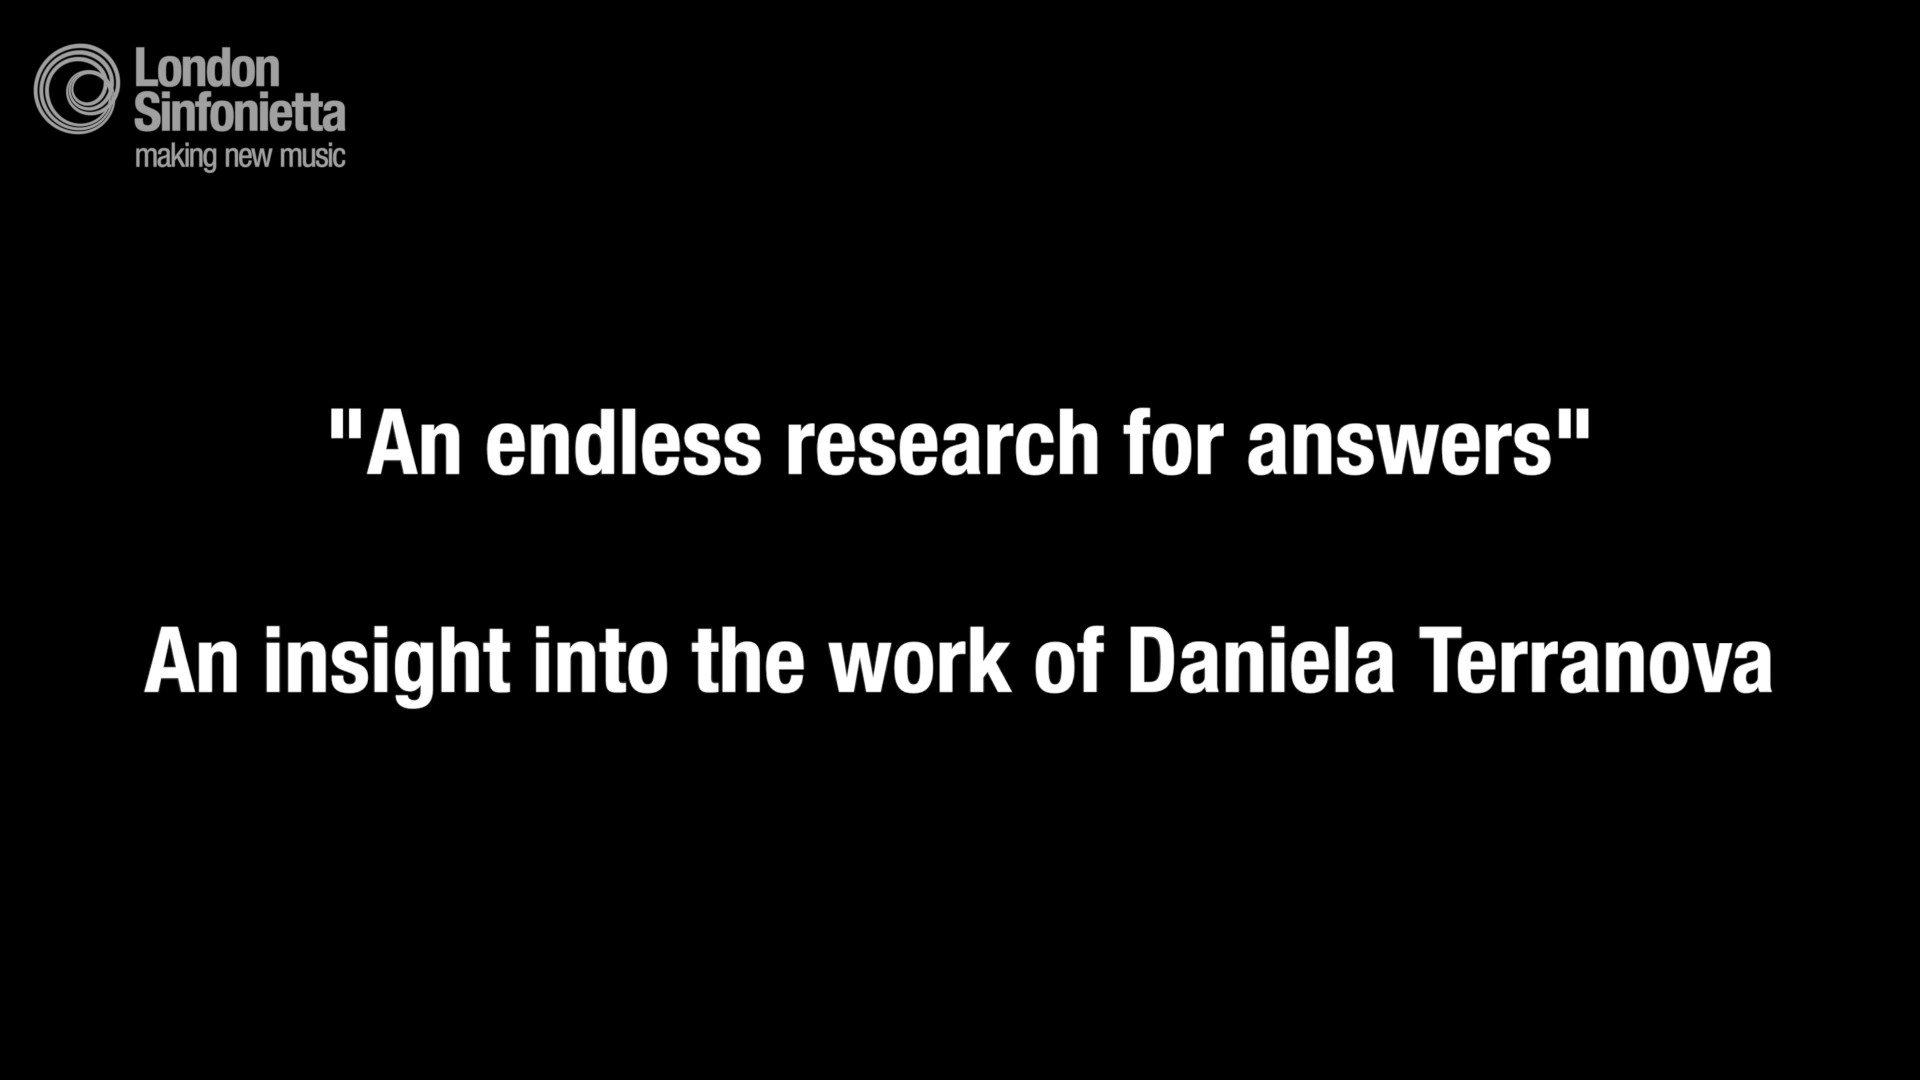 London
Sinfonietta
making new music
"An endless research for answers"
An insight into the work of Daniela Terranova